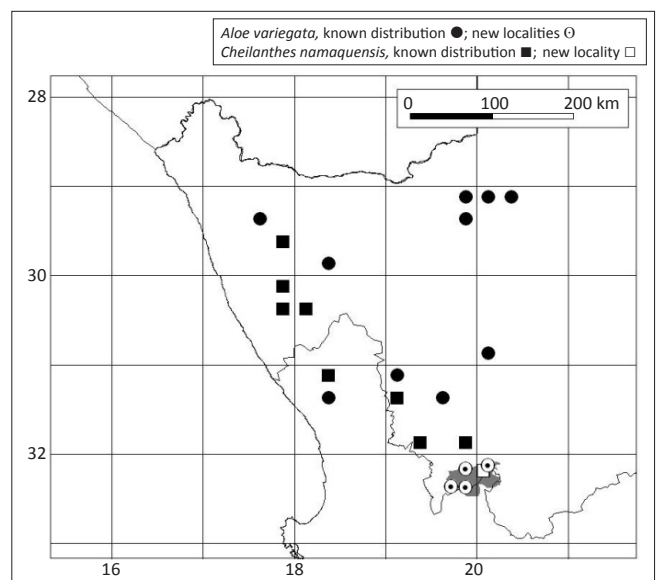 Aloe variegata, known distribution ●; new localities ʘ
Cheilanthes namaquensis, known distribution ■; new locality □
28
0 100 200 km
30
32
16 18 20